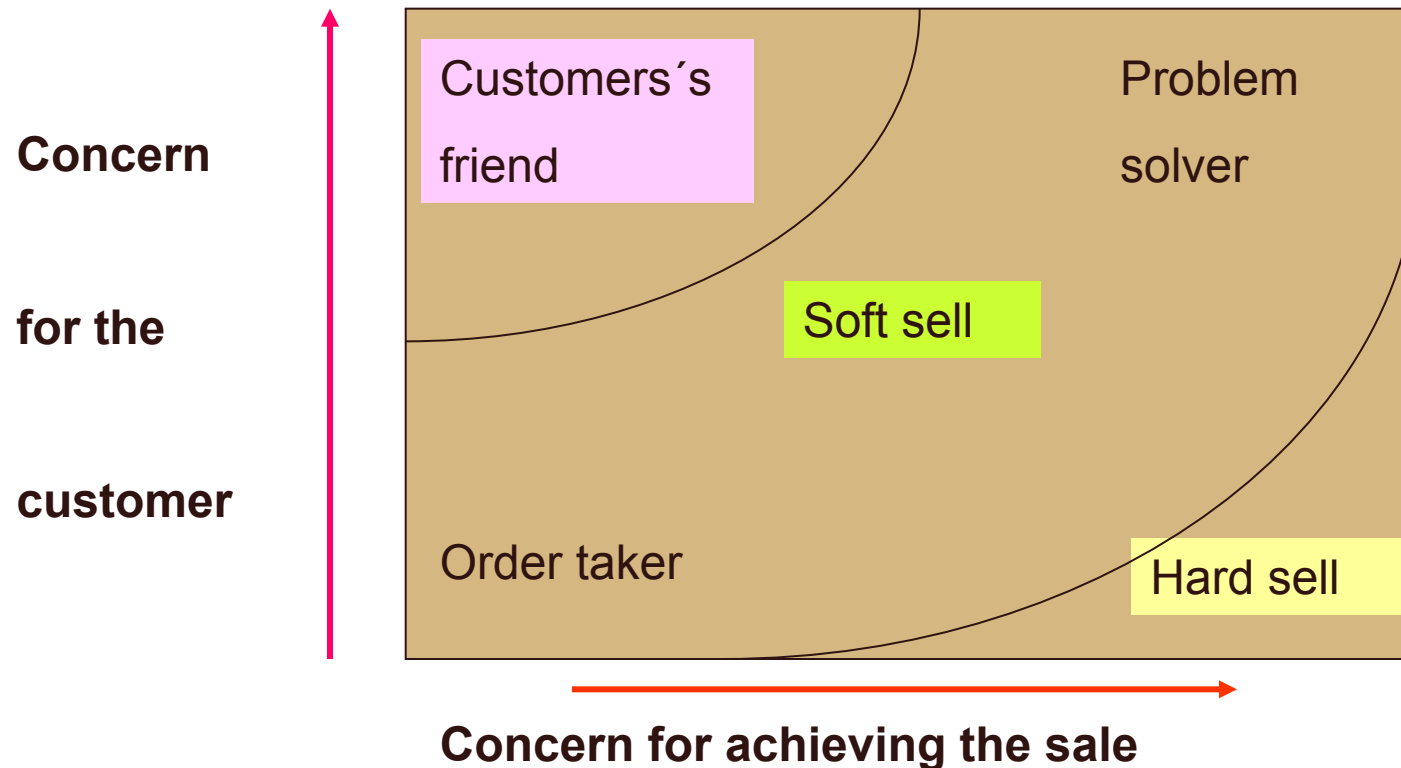 Concern
for the
customer
Customers´s
friend
Problem
solver
Soft sell
Order taker
Hard sell
Concern for achieving the sale